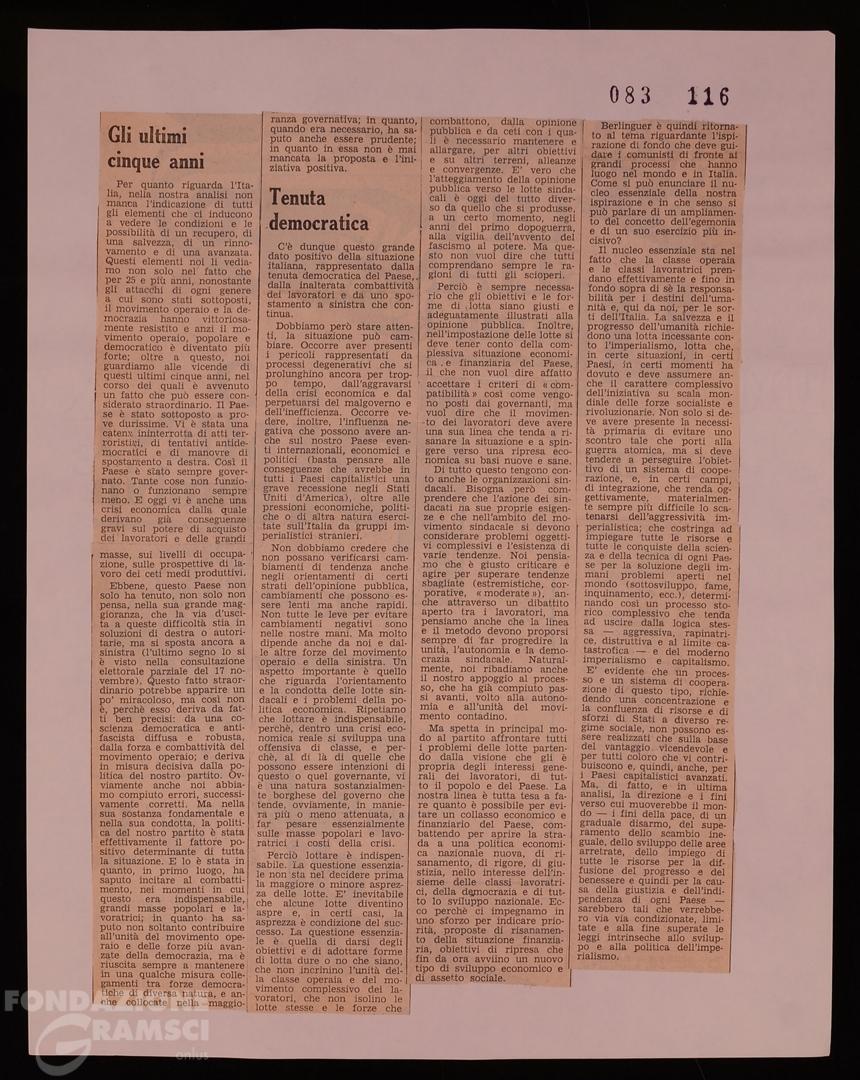 083 116
Gli ultimi
cinque anni
Per quanto riguarda l'Ita-
lia, nella nostra analisi non
manca l'indicazione di tutti
gli elementi che ci inducono
a vedere le condizioni e le
possibilità di un recupero, di
una salvezza, di un rinno-
vamento e di una avanzata.
Questi elementi noi li vedia-
mo non solo nel fatto che
per 25 e più anni, nonostante
gli attacchi di ogni genere
a cui sono stati sottoposti,
il movimento operaio e la de-
mocrazia hanno vittoriosa-
mente resistito e anzi il mo-
vimento operaio, popolare e
democratico è diventato più
forte; oltre a questo, noi
guardiamo alle vicende di
questi ultimi cinque anni, nel
corso dei quali è avvenuto
un fatto che può essere con-
siderato straordinario. Il Pae-
se è stato sottoposto a pro-
ve durissime. Vi è stata una
catena ininterrotta di atti ter-
roristici, di tentativi antide-
mocratici e di manovre di
spostamento a destra. Così il
Paese è stato sempre gover-
nato. Tante cose non funzio-
nano o funzionano sempre
meno. E oggi vi è anche una
crisi economica dalla quale
derivano già conseguenze
gravi sul potere di acquisto
dei lavoratori e delle grandi
masse, sui livelli di occupa-
zione, sulle prospettive di la-
voro dei ceti medi produttivi.
Ebbene, questo Paese non
solo ha tenuto, non solo non
pensa, nella sua grande mag-
gioranza, che la via d'usci-
ta a queste difficoltà stia in
soluzioni di destra o autori-
tarie, ma si sposta ancora a
sinistra (l'ultimo segno lo si
è visto nella consultazione
elettorale parziale del 17 no-
vembre). Questo fatto straor-
dinario potrebbe apparire un
po' miracoloso, ma così non
è, perchè esso deriva da fat-
ti ben precisi: da una co-
scienza democratica e anti-
fascista diffusa e robusta,
dalla forza e combattività del
movimento operaio; e deriva
in misura decisiva dalla po-
litica del nostro partito. Ov-
viamente anche noi abbia-
mo compiuto errori, successi-
vamente corretti. Ma nella
sua sostanza fondamentale e
nella sua condotta, la politi-
ca del nostro partito è stata
effettivamente il fattore po-
sitivo determinante di tutta
la situazione. E lo è stata in
quanto, in primo luogo, ha
saputo incitar al combatti-
mento, nei momenti in cui
questo era indispensabile,
grandi masse popolari e la-
voratrici; in quanto ha sa-
puto non soltanto contribuire
all'unità del movimento ope-
raio e delle forze più avan-
zate della democrazia, ma è
riuscita sempre a mantenere
in una qualche misura colle-
gamenti tra forze democra-
tiche di diversa natura, e an-
che collocate nella maggio-
ranza governativa; in quanto,
quando era necessario, ha sa-
puto anche essere prudente;
in quanto in essa non è mai
mancata la proposta e l'ini-
ziativa positiva.
Tenuta
democratica
C'è dunque questo grande
dato positivo della situazione
italiana, rappresentato dalla
tenuta democratica del Paese,
dalla inalterata combattività
dei lavoratori e da uno spo-
stamento a sinistra che con-
tinua.
Dobbiamo però stare atten-
ti, la situazione può cam-
biare. Occorre aver presenti
i pericoli rappresentati da
processi degenerativi che si
prolunghino ancora per trop-
po tempo, dall'aggravarsi
della crisi economica e dal
perpetuarsi del malgoverno e
dell'inefficienza. Occorre ve-
dere, inoltre, l'influenza ne-
gativa che possono avere an-
che sul nostro Paese even-
ti internazionali, economici e
politici (basta pensare alle
conseguenze che avrebbe in
tutti i Paesi capitalistici una
grave recessione negli Stati
Uniti d'America), oltre alle
pressioni economiche, politi-
che o di altra natura eserci-
tate sull'Italia da gruppi im-
perialistici stranieri.
Non dobbiamo credere che
non possano verificarsi cam-
biamenti di tendenza anche
negli orientamenti di certi
strati dell'opinione pubblica,
cambiamenti che possono es-
sere lenti ma anche rapidi.
Non tutte le leve per evitare
cambiamenti negativi sono
nelle nostre mani. Ma molto
dipende anche da noi e dal-
le altre forze del movimento
operaio e della sinistra. Un
aspetto importante è quello
che riguarda l'orientamento
e la condotta delle lotte sin-
dacali e i problemi della po-
litica economica. Ripetiamo
che lottare è indispensabile,
perchè, dentro una crisi eco-
nomica reale si sviluppa una
offensiva di classe, e per-
chè, al di là di quelle che
possono essere intenzioni di
questo o quel governante, vi
è una natura sostanzialmen-
te borghese del governo che
tende, ovviamente, in manie-
ra più o meno attenuata, a
far pesare essenzialmente
sulle masse popolari e lavo-
ratrici i costi della crisi.
Perciò lottare è indispen-
sabile. La questione essenzia-
le non sta nel decidere prima
la maggiore o minore asprez-
za delle lotte. E' inevitabile
che alcune lotte diventino
aspre e, in certi casi, la
asprezza è condizione del suc-
cesso. La questione essenzia-
le è quella di darsi degli
obiettivi e di adottare forme
di lotta dure o no che siano,
che non incrinino l'unità del-
la classe operaia e del mo-
vimento complessivo dei la-
voratori, che non isolino le
lotte stesse e le forze che
combattono, dalla opinione
pubblica e da ceti con i qua-
li è necessario mantenere e
allargare, per altri obiettivi
e su altri terreni, alleanze
e convergenze. E' vero che
l'atteggiamento della opinione
pubblica verso le lotte sinda-
cali è oggi del tutto diver-
so da quello che si produsse,
a un certo momento, negli
anni del primo dopoguerra,
alla vigilia dell'avvento del
fascismo al potere. Ma que-
sto non vuol dire che tutti
comprendano sempre le ra-
gioni di tutti gli scioperi.
Perciò è sempre necessa-
rio che gli obiettivi e le for-
me di lotta siano giusti e
adeguatamente illustrati alla
opinione pubblica. Inoltre,
nell'impostazione delle lotte si
deve tener conto della com-
plessiva situazione economi-
ca e finanziaria del Paese,
il che non vuol dire affatto
accettare i criteri di « com-
patibilità » così come vengo-
no posti dai governanti, ma
vuol dire che il movimen-
to dei lavoratori deve avere
una sua linea che tenda a ri-
sanare la situazione e a spin-
gere verso una ripresa eco-
nomica su basi nuove e sane.
Di tutto questo tengono con-
to anche le organizzazioni sin-
dacali. Bisogna però com-
prendere che l'azione dei sin-
dacati ha sue proprie esigen-
ze e che nell'ambito del mo-
vimento sindacale si devono
considerare problemi oggetti-
vi complessivi e l'esistenza di
varie tendenze. Noi pensia-
mo che è giusto criticare e
agire per superare tendenze
sbagliate (estremistiche, cor-
porative, « moderate »), an-
che attraverso un dibattito
aperto tra i lavoratori, ma
pensiamo anche che la linea
e il metodo devono proporsi
sempre di far progredire la
unità, l'autonomia e la demo-
crazia sindacale. Natural-
mente, noi ribadiamo anche
il nostro appoggio al proces-
so, che ha già compiuto pas-
si avanti, volto alla autono-
mia e all'unità del movi-
mento contadino.
Ma spetta in principal mo-
do al partito affrontare tutti
i problemi delle lotte parten-
do dalla visione che gli è
propria degli interessi gene-
rali dei lavoratori, di tut-
to il popolo e del Paese. La
nostra linea è tutta tesa a fa-
re quanto è possibile per evi-
tare un collasso economico e
finanziario del Paese, com-
battendo per aprire la stra-
da a una politica economi-
ca nazionale nuova, di ri-
sanamento, di rigore, di giu-
stizia, nello interesse dell'in-
sieme delle classi lavoratri-
ci, della democrazia e di tut-
to lo sviluppo nazionale. Ec-
co perchè ci impegnamo in
uno sforzo per indicare prio-
rità, proposte di risanamen-
to della situazione finanzia-
ria, obiettivi di ripresa che
fin da ora avviino un nuovo
tipo di sviluppo economico e
di assetto sociale.
Berlinguer è quindi ritorna-
to al tema riguardante l'ispi-
razione di fondo che deve gui-
dare i comunisti di fronte ai
grandi processi che hanno
luogo nel mondo e in Italia.
Come si può enunciare il nu-
cleo essenziale della nostra
ispirazione e in che senso si
può parlare di un ampliamen-
to del concetto dell'egemonia
e di un suo esercizio più in-
cisivo?
Il nucleo essenziale sta nel
fatto che la classe operaia
e le classi lavoratrici pren-
dano effettivamente e fino in
fondo sopra di sè la responsa-
bilità per i destini dell'uma-
nità e, qui da noi, per le sor-
ti dell'Italia. La salvezza e il
progresso dell'umanità richie-
dono una lotta incessante con-
to l'imperialismo, lotta che,
in certe situazioni, in certi
Paesi, in certi momenti ha
dovuto e deve assumere an-
che il carattere complessivo
dell'iniziativa su scala mon-
diale delle forze socialiste e
rivoluzionarie. Non solo si de-
ve avere presente la necessi-
tà primaria di evitare uno
scontro tale che porti alla
guerra atomica, ma si deve
tendere a perseguire l'obiet-
tivo di un sistema di coope-
razione, e, in certi campi,
di integrazione, che renda og-
gettivamente, materialmen-
te sempre più difficile lo sca-
tenarsi dell'aggressività im-
perialistica; che costringa ad
impiegare tutte le risorse e
tutte le conquiste della scien-
za e della tecnica di ogni Pae-
se per la soluzione degli im-
mani problemi aperti nel
mondo (sottosviluppo, fame,
inquinamento, ecc.), determi-
nando così un processo sto-
rico complessivo che tenda
ad uscire dalla logica stes-
sa — aggressiva, rapinatri-
ce, distruttiva e al limite ca-
tastrofica — e del moderno
imperialismo e capitalismo.
E' evidente che un proces-
so e un sistema di coopera-
zione di questo tipo, richie-
dendo una concentrazione e
la confluenza di risorse e di
sforzi di Stati a diverso re-
gime sociale, non possono es-
sere realizzati che sulla base
del vantaggio vicendevole e
per tutti coloro che vi contri-
buiscono e, quindi, anche, per
i Paesi capitalistici avanzati.
Ma, di fatto, e in ultima
analisi, la direzione e i fini
verso cui muoverebbe il mon-
do — i fini della pace, di un
graduale disarmo, del supe-
ramento dello scambio ine-
guale, dello sviluppo delle aree
arretrate, dello impiego di
tutte le risorse per la dif-
fusione del progresso e del
benessere e quindi per la cau-
sa della giustizia e dell'indi-
pendenza di ogni Paese —
sarebbero tali che verrebbe-
ro via via condizionate, limi-
tate e alla fine superate le
leggi intrinseche allo svilup-
po e alla politica dell'impe-
rialismo.
FONDAZIONE
GRAMSCI
onlus